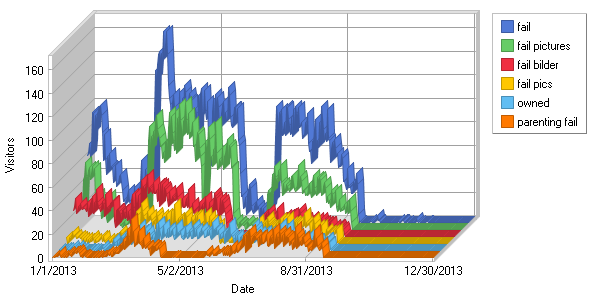 160
140
120
100
80
60
40
20
0
Visitors
1/1/2013
5/2/2013
8/31/2013
12/30/2013
Date
fail
fail pictures
fail bilder
fail pics
owned
parenting fail